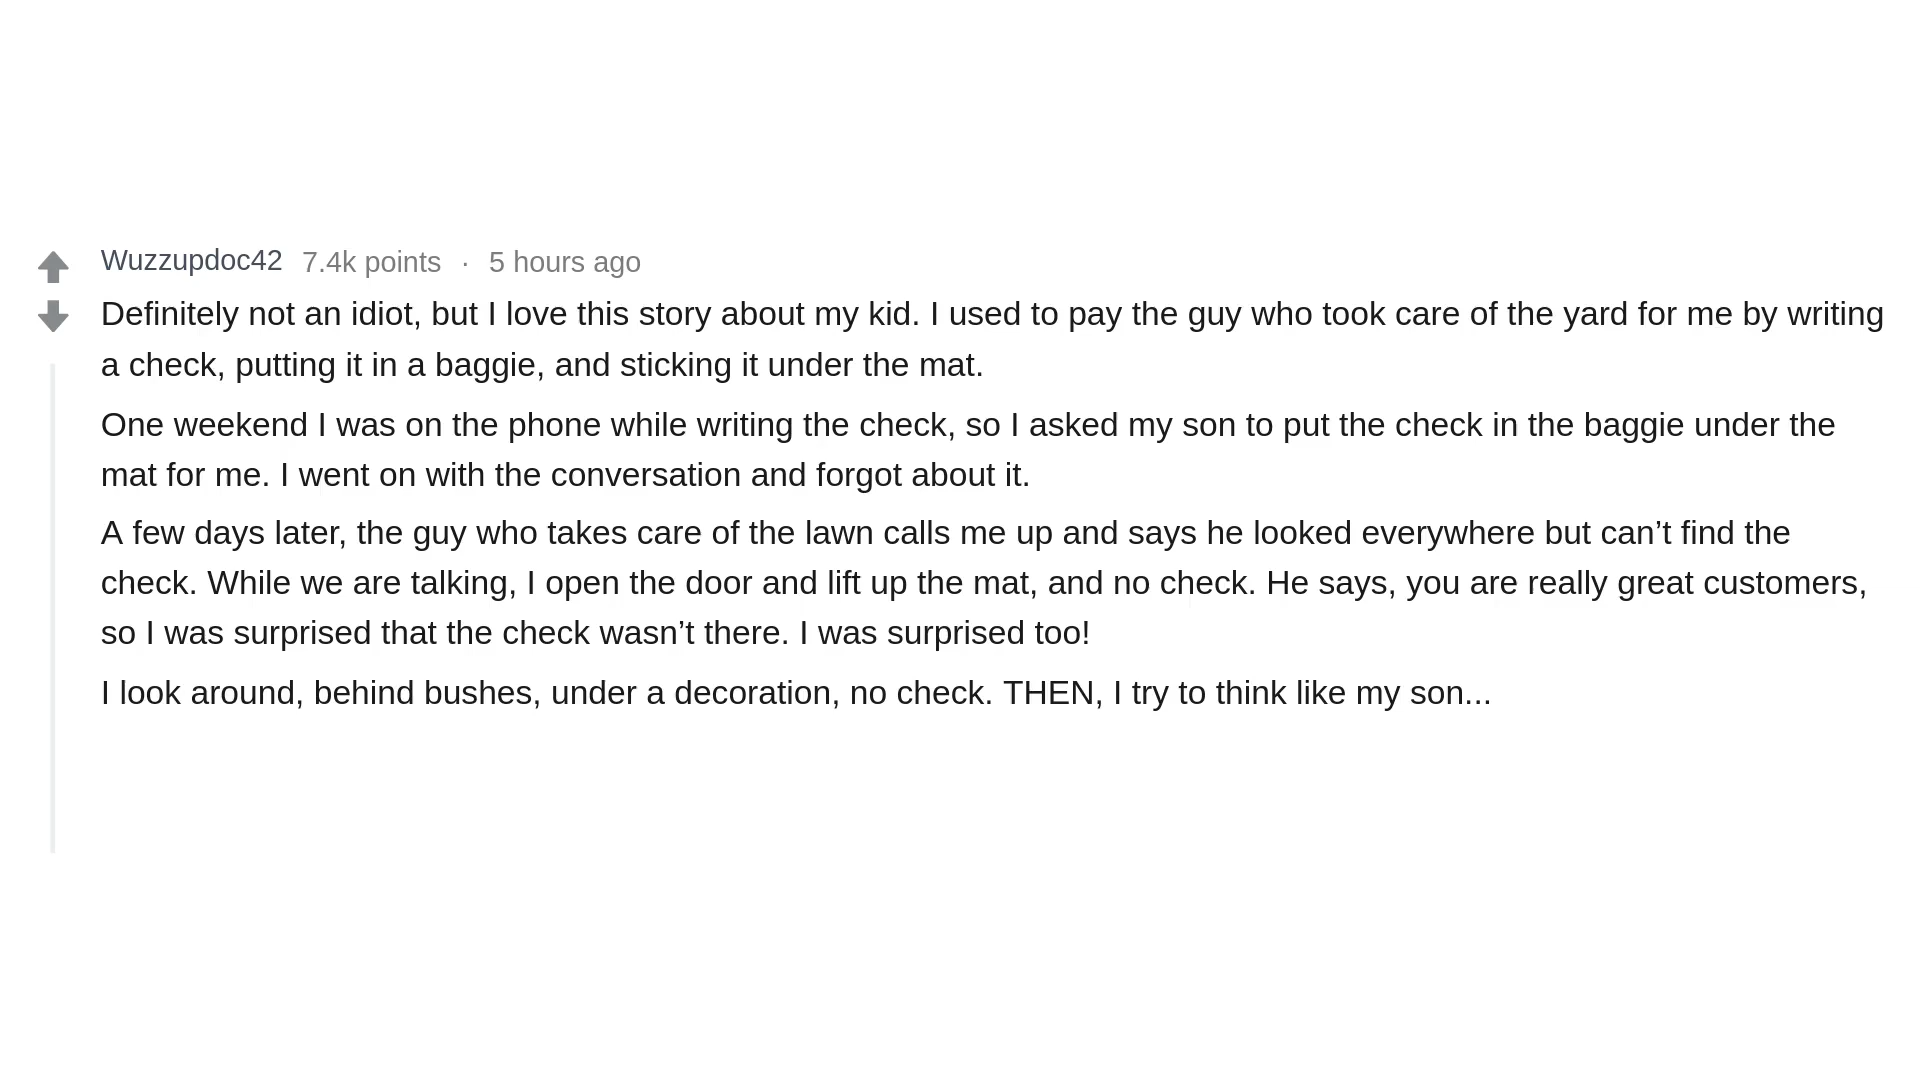 Wuzzupdoc42 7.4k points · 5 hours ago
Definitely not an idiot, but I love this story about my kid. I used to pay the guy who took care of the yard for me by writing
a check, putting it in a baggie, and sticking it under the mat.
One weekend I was on the phone while writing the check, so I asked my son to put the check in the baggie under the
mat for me. I went on with the conversation and forgot about it.
A few days later, the guy who takes care of the lawn calls me up and says he looked everywhere but can’t find the
check. While we are talking, I open the door and lift up the mat, and no check. He says, you are really great customers,
so I was surprised that the check wasn’t there. I was surprised too!
I look around, behind bushes, under a decoration, no check. THEN, I try to think like my son...